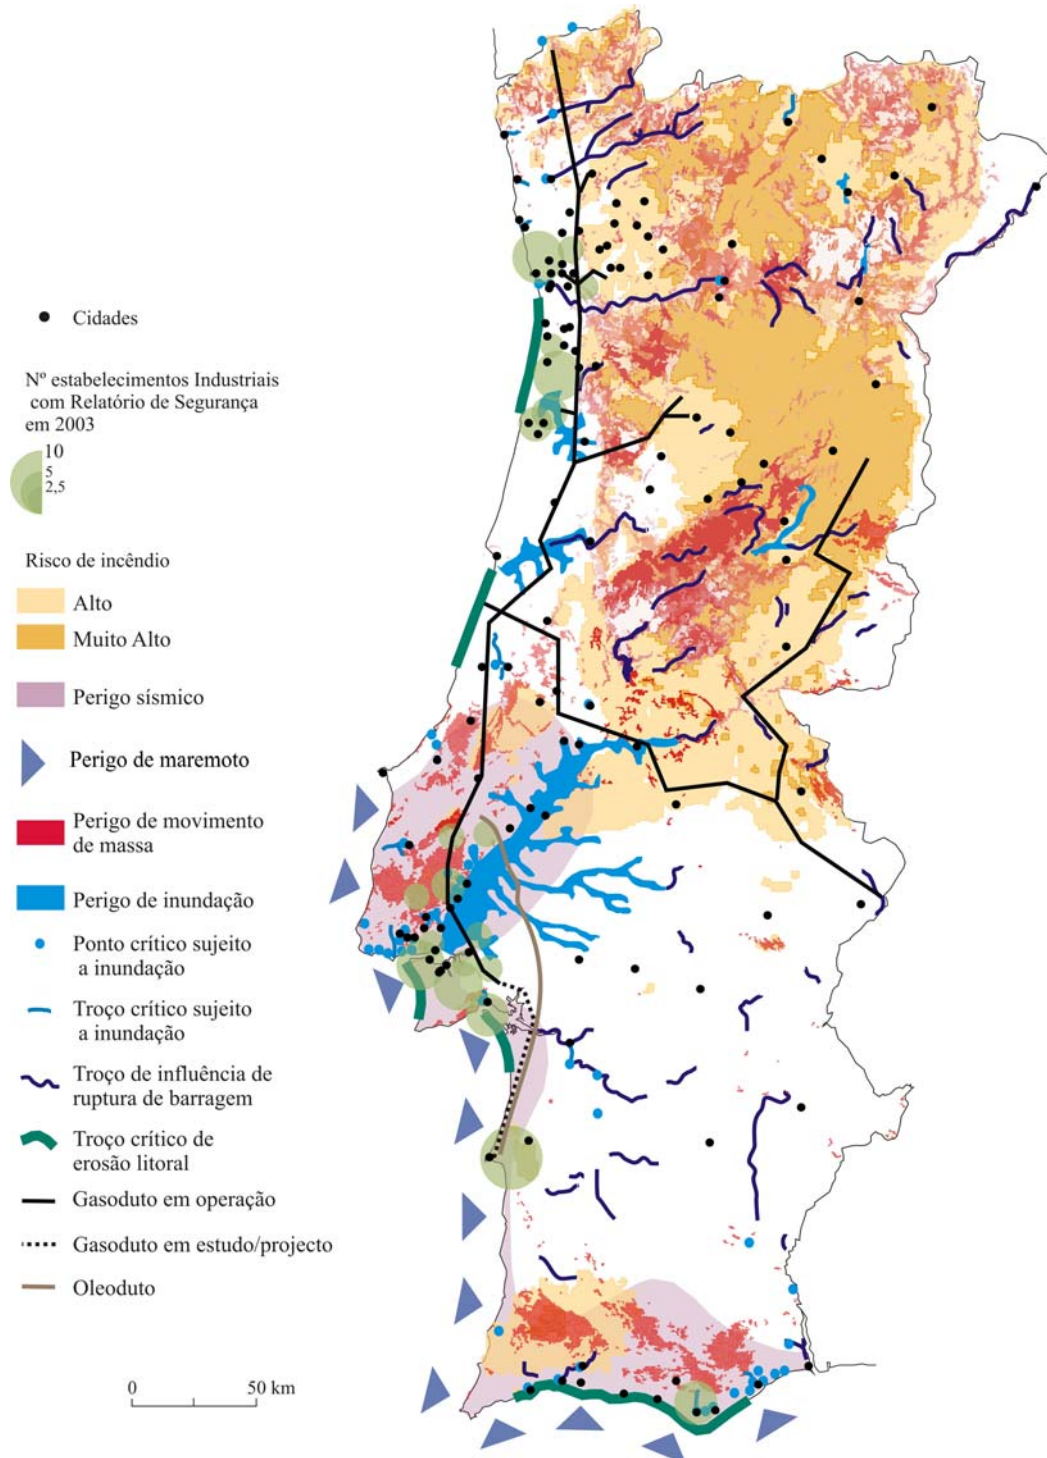 Cidades
Nº estabelecimentos Industriais
com Relatório de Segurança
em 2003
10
5
2,5
Risco de incêndio
Alto
Muito Alto
Perigo sísmico
Perigo de maremoto
Perigo de movimento
de massa
Perigo de inundação
Ponto crítico sujeito
a inundação
Troço crítico sujeito
a inundação
Troço de influência de
ruptura de barragem
Troço crítico de
erosão litoral
Gasoduto em operação
Gasoduto em estudo/projecto
Oleoduto
0 50 km